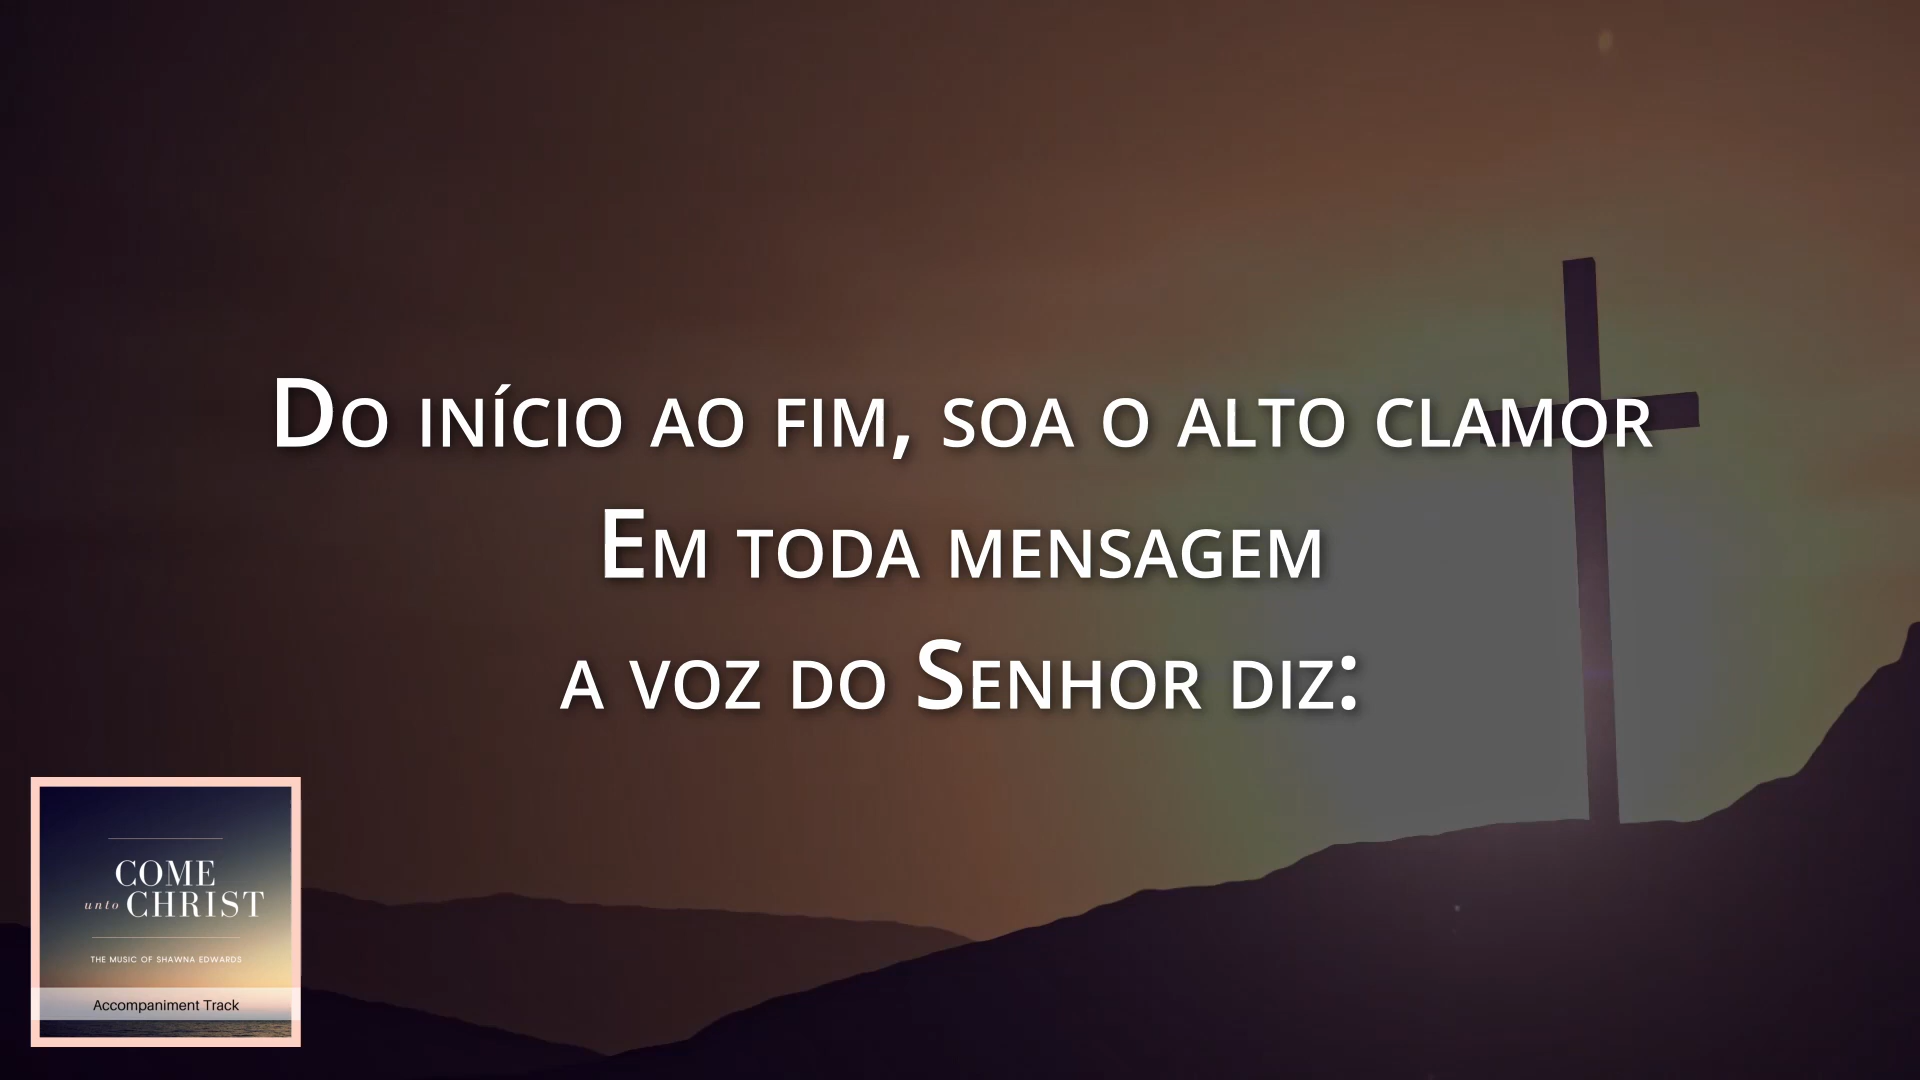 Do início ao fim, soa o alto clamor
Em toda mensagem
a voz do Senhor diz:
COME
unto CHRIST
THE MUSIC OF SHAWNA EDWARDS
Accompaniment Track